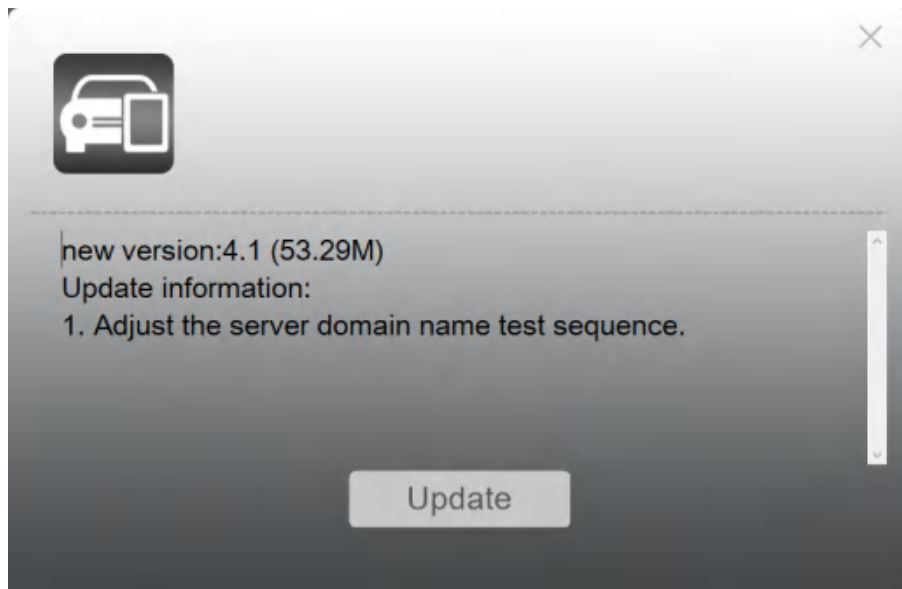 new version:4.1 (53.29M)
Update information:
1. Adjust the server domain name test sequence.
Update